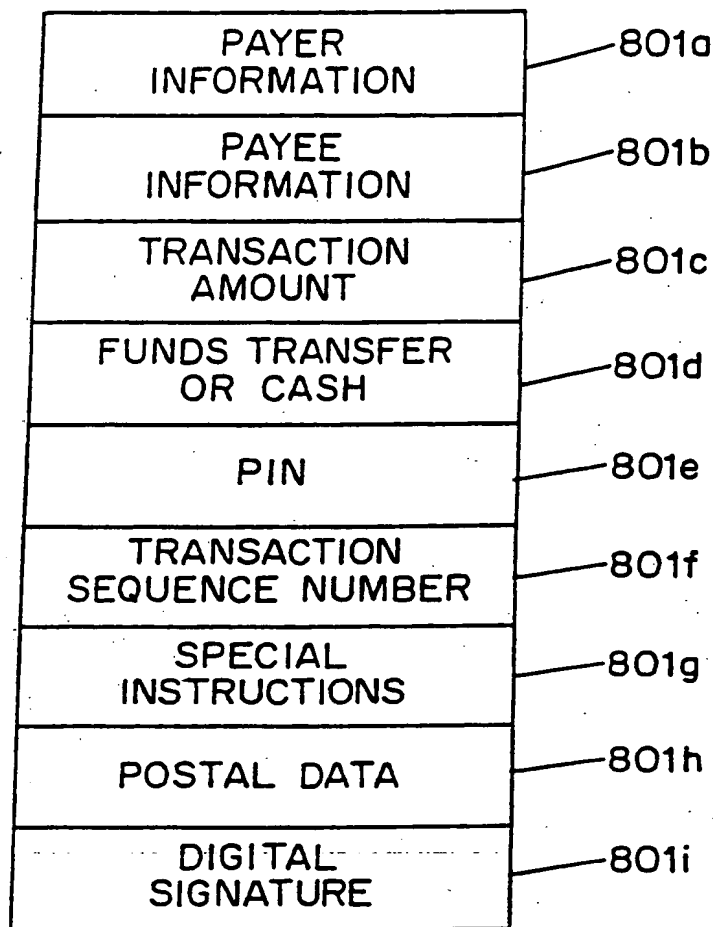 PAYER
INFORMATION
801a
PAYEE
INFORMATION
801b
TRANSACTION
AMOUNT
801c
FUNDS TRANSFER
OR CASH
801d
PIN
801e
TRANSACTION
SEQUENCE NUMBER
801f
SPECIAL
INSTRUCTIONS
801g
POSTAL DATA
801h
DIGITAL
SIGNATURE
801i